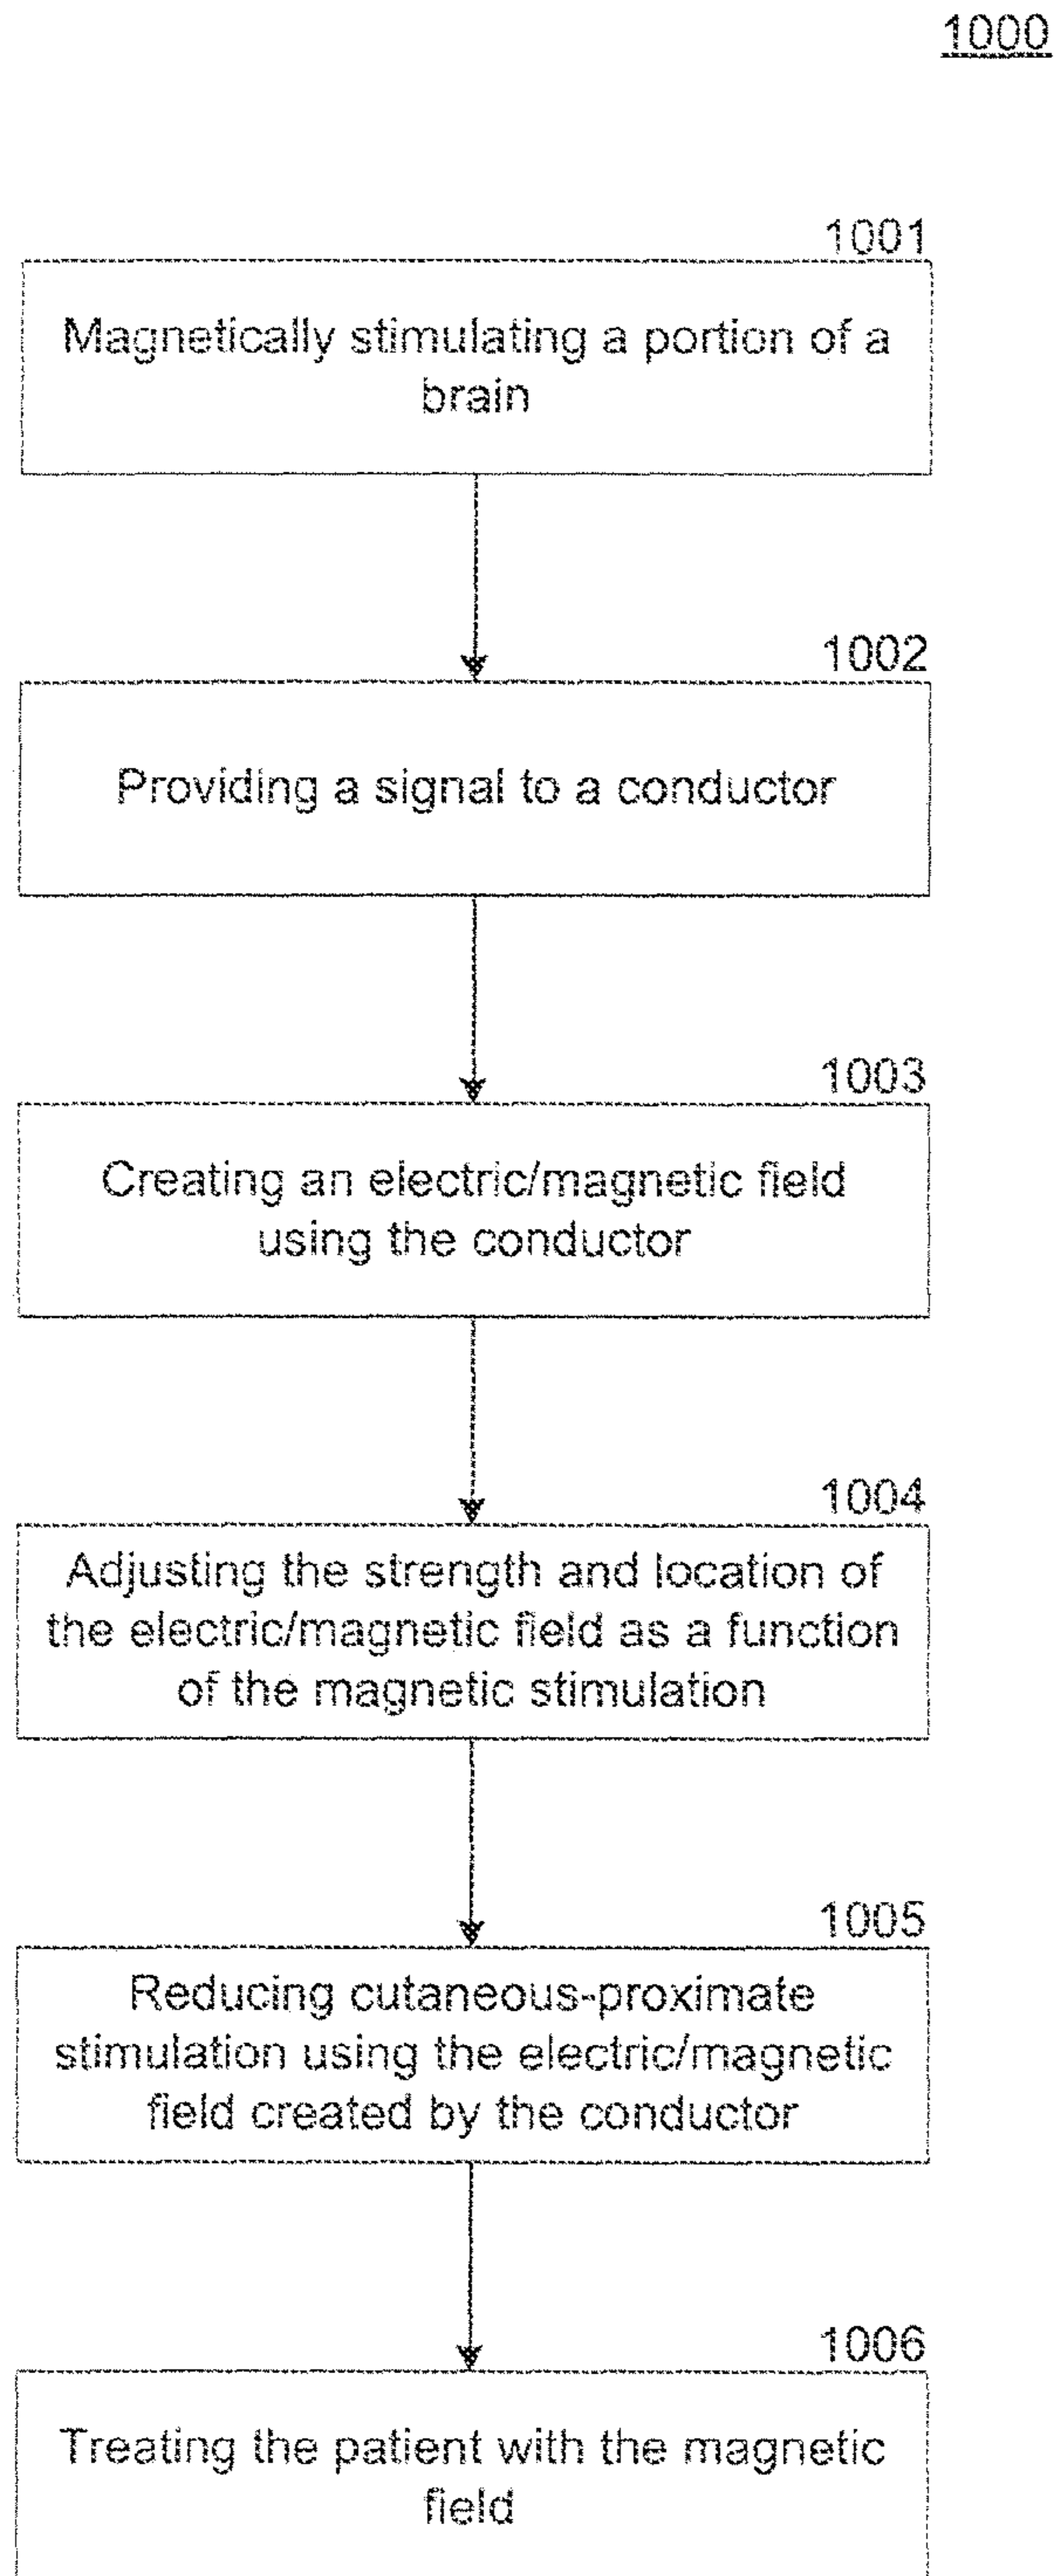 1000
1001
Magnetically stimulating a portion of a
brain
1002
Providing a signal to a conductor
1003
Creating an electric/magnetic field
using the conductor
1004
Adjusting the strength and location of
the electric/magnetic field as a function
of the magnetic stimulation
1005
Reducing cutaneous-proximate
stimulation using the electric/magnetic
field created by the conductor
1006
Treating the patient with the magnetic
field